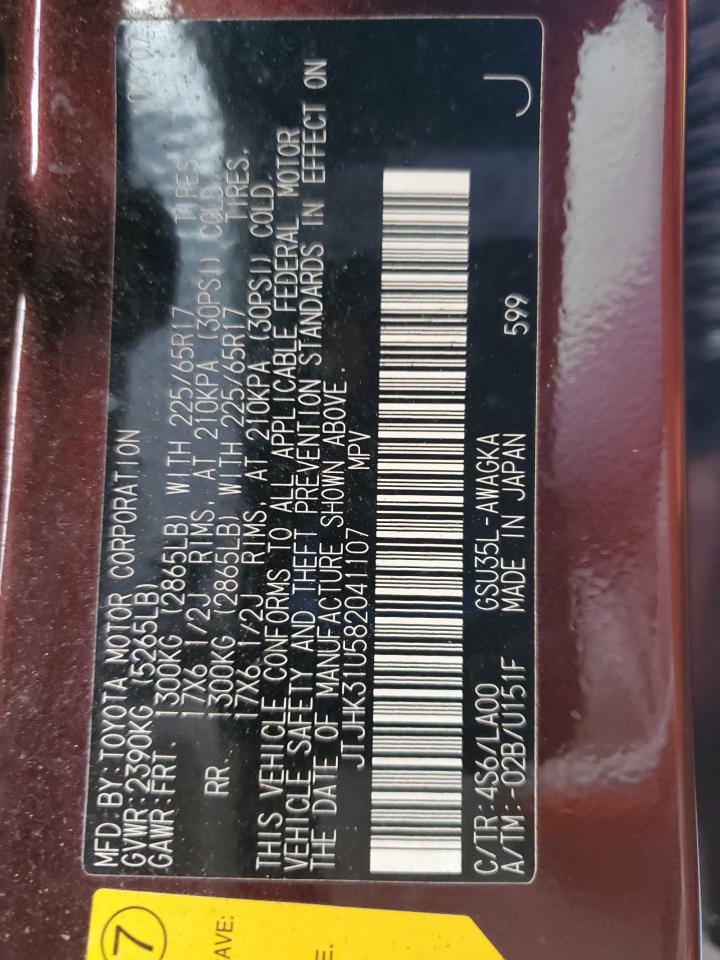 MFD.BY:TOYOTA MOTOR CORPORATION
GVWR:2390KG (5265LB)
GAWR:FRT. 1300KG (2865LB) WITH 225/65R17 TIRES,
17X6 1/2J RIMS, AT 210KPA (30PSI) COLD
RR. 1300KG (2865LB) WITH 225/65R17 TIRES,
17X6 1/2J RIMS, AT 210KPA (30PSI) COLD
THIS VEHICLE CONFORMS TO ALL APPLICABLE FEDERAL MOTOR
VEHICLE SAFETY AND THEFT PREVENTION STANDARDS IN EFFECT ON
THE DATE OF MANUFACTURE SHOWN ABOVE.
JTJHK31U582041107 MPV
C/TR:4S6/LA00 GSU35L-AWAGKA
A/TM:-02B/U151F MADE IN JAPAN 599 J
7
AVE:
E.